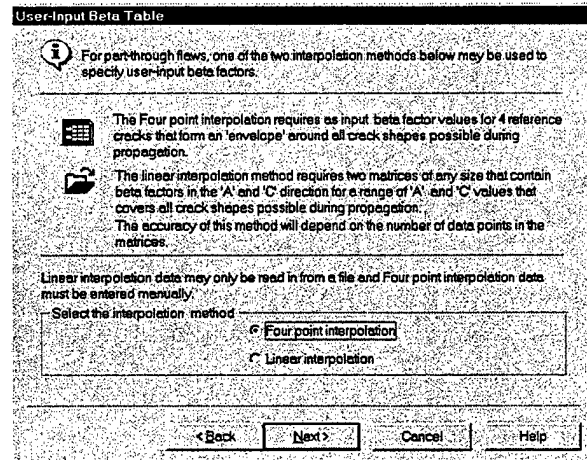 User-Input Beta Table
For part-through flaws, one of the two interpolation methods below may be used to
specify user-input beta factors.
The Four point interpolation requires as input beta factor values for 4 reference
cracks that form an 'envelope' around all crack shapes possible during
propagation.
The linear interpolation method requires two matrices of any size that contain
beta factors in the 'A' and 'C' direction for a range of 'A' and 'C' values that
covers all crack shapes possible during propagation.
The accuracy of this method will depend on the number of data points in the
matrices.
Linear interpolation data may only be read in from a file and Four point interpolation data
must be entered manually.
Select the interpolation method
Four point interpolation
Linear interpolation
< Back Next > Cancel Help